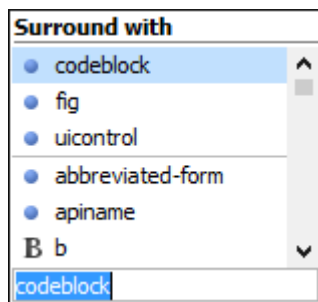 Surround with
codeblock
fig
uicontrol
abbreviated-form
apiname
B b
codeblock